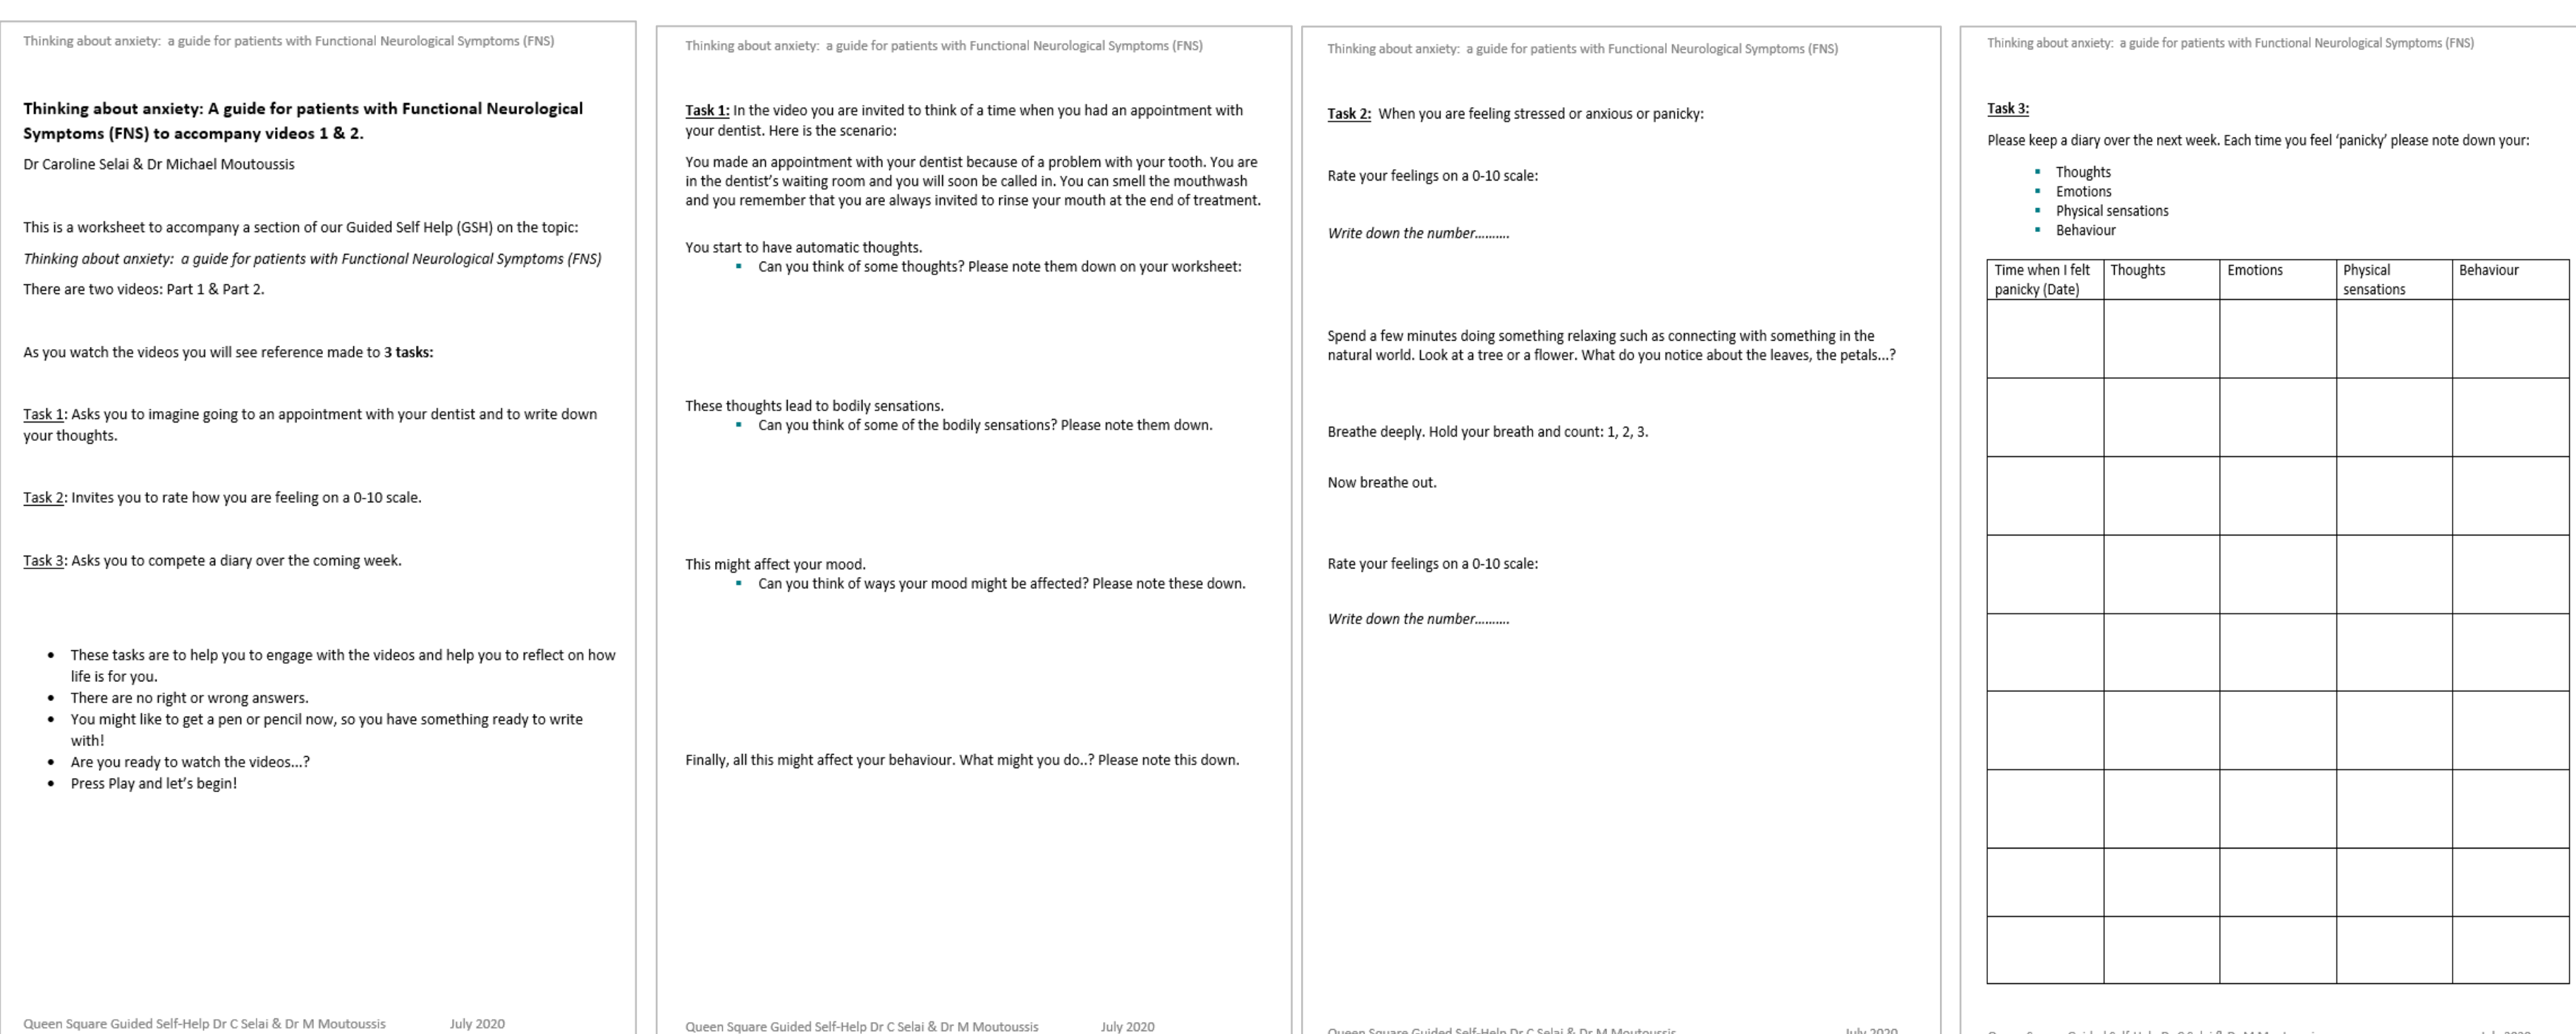 Thinking about anxiety: a guide for patients with Functional Neurological Symptoms (FNS)
Thinking about anxiety: A guide for patients with Functional Neurological
Symptoms (FNS) to accompany videos 1 & 2.
Dr Caroline Selai & Dr Michael Moutoussis
This is a worksheet to accompany a section of our Guided Self Help (GSH) on the topic:
Thinking about anxiety: a guide for patients with Functional Neurological Symptoms (FNS)
There are two videos: Part 1 & Part 2.
As you watch the videos you will see reference made to 3 tasks:
Task 1: Asks you to imagine going to an appointment with your dentist and to write down
your thoughts.
Task 2: Invites you to rate how you are feeling on a 0-10 scale.
Task 3: Asks you to compete a diary over the coming week.
• These tasks are to help you to engage with the videos and help you to reflect on how
life is for you.
• There are no right or wrong answers.
• You might like to get a pen or pencil now, so you have something ready to write
with!
• Are you ready to watch the videos...?
• Press Play and let's begin!
Queen Square Guided Self-Help Dr C Selai & Dr M Moutoussis July 2020
Thinking about anxiety: a guide for patients with Functional Neurological Symptoms (FNS)
Task 1: In the video you are invited to think of a time when you had an appointment with
your dentist. Here is the scenario:
You made an appointment with your dentist because of a problem with your tooth. You are
in the dentist's waiting room and you will soon be called in. You can smell the mouthwash
and you remember that you are always invited to rinse your mouth at the end of treatment.
You start to have automatic thoughts.
▪ Can you think of some thoughts? Please note them down on your worksheet:
These thoughts lead to bodily sensations.
▪ Can you think of some of the bodily sensations? Please note them down.
This might affect your mood.
▪ Can you think of ways your mood might be affected? Please note these down.
Finally, all this might affect your behaviour. What might you do..? Please note this down.
Queen Square Guided Self-Help Dr C Selai & Dr M Moutoussis July 2020
Thinking about anxiety: a guide for patients with Functional Neurological Symptoms (FNS)
Task 2: When you are feeling stressed or anxious or panicky:
Rate your feelings on a 0-10 scale:
Write down the number..........
Spend a few minutes doing something relaxing such as connecting with something in the
natural world. Look at a tree or a flower. What do you notice about the leaves, the petals...?
Breathe deeply. Hold your breath and count: 1, 2, 3.
Now breathe out.
Rate your feelings on a 0-10 scale:
Write down the number..........
Queen Square Guided Self-Help Dr C Selai & Dr M Moutoussis July 2020
Thinking about anxiety: a guide for patients with Functional Neurological Symptoms (FNS)
Task 3:
Please keep a diary over the next week. Each time you feel 'panicky' please note down your:
▪ Thoughts
▪ Emotions
▪ Physical sensations
▪ Behaviour
Time when I felt
panicky (Date)
Thoughts
Emotions
Physical
sensations
Behaviour